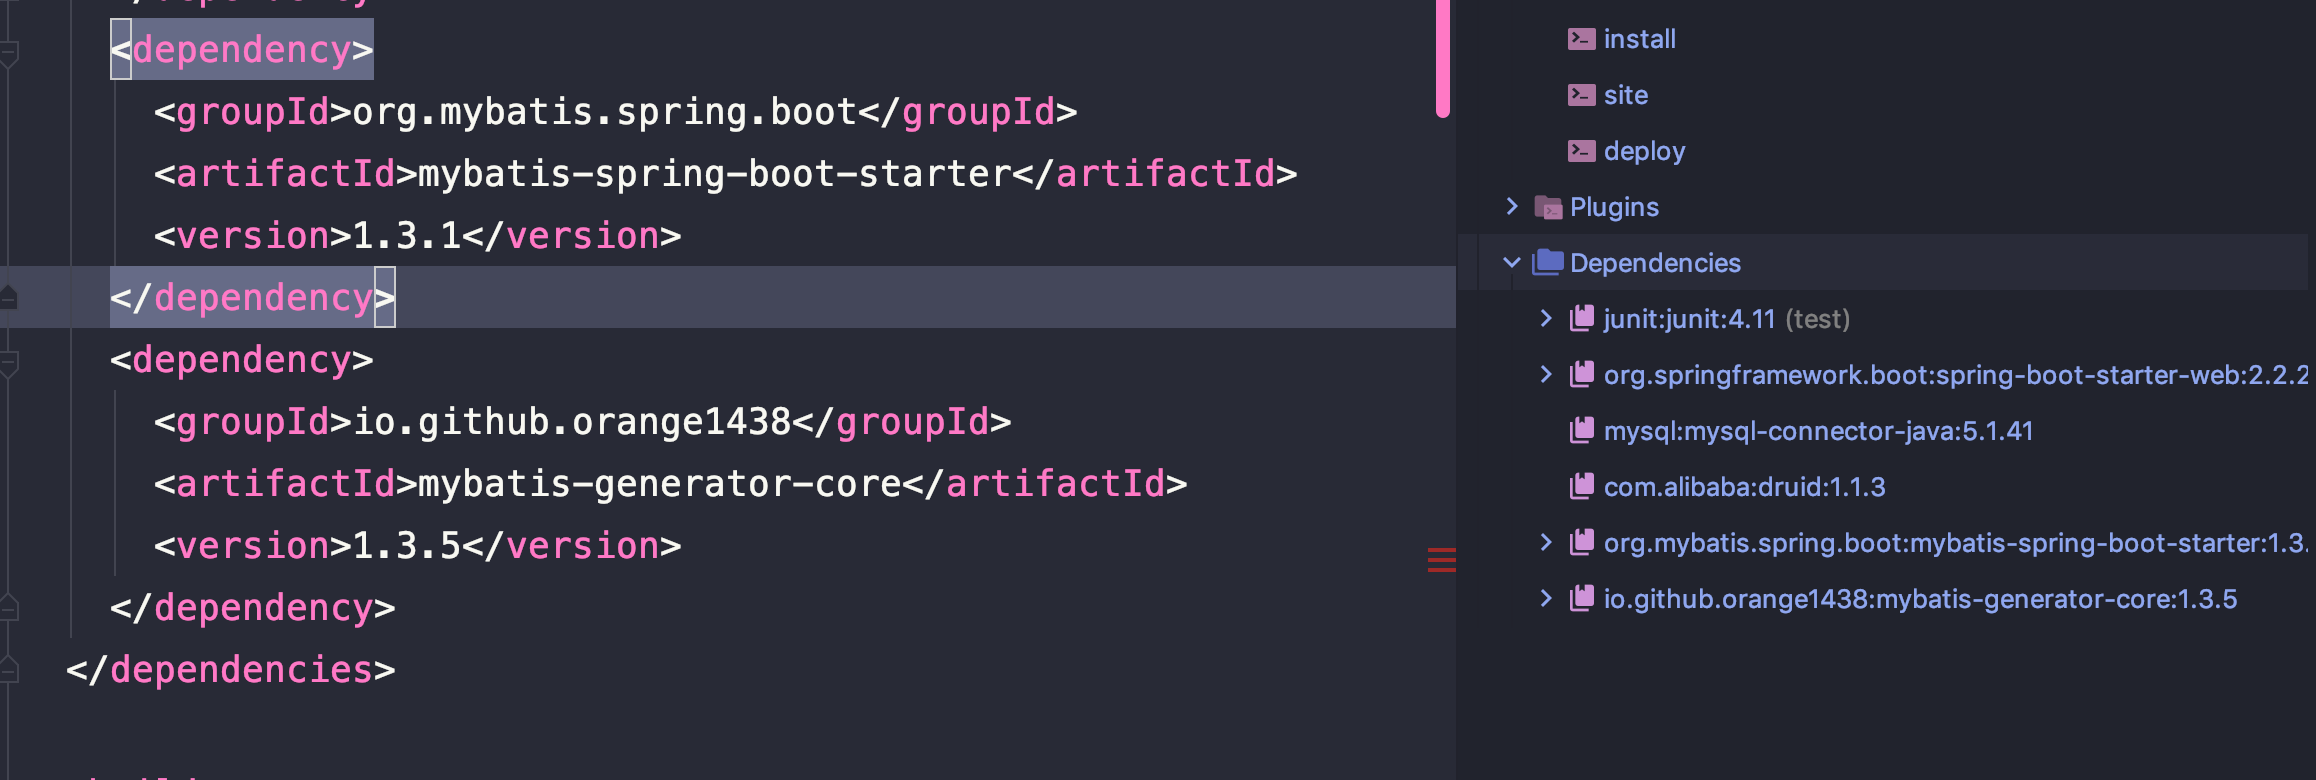 <dependency>
<groupId>org.mybatis.spring.boot</groupId>
<artifactId>mybatis-spring-boot-starter</artifactId>
<version>1.3.1</version>
</dependency>
<dependency>
<groupId>io.github.orange1438</groupId>
<artifactId>mybatis-generator-core</artifactId>
<version>1.3.5</version>
</dependency>
</dependencies>
install
site
deploy
Plugins
Dependencies
junit:junit:4.11 (test)
org.springframework.boot:spring-boot-starter-web:2.2.2
mysql:mysql-connector-java:5.1.41
com.alibaba:druid:1.1.3
org.mybatis.spring.boot:mybatis-spring-boot-starter:1.3.
io.github.orange1438:mybatis-generator-core:1.3.5